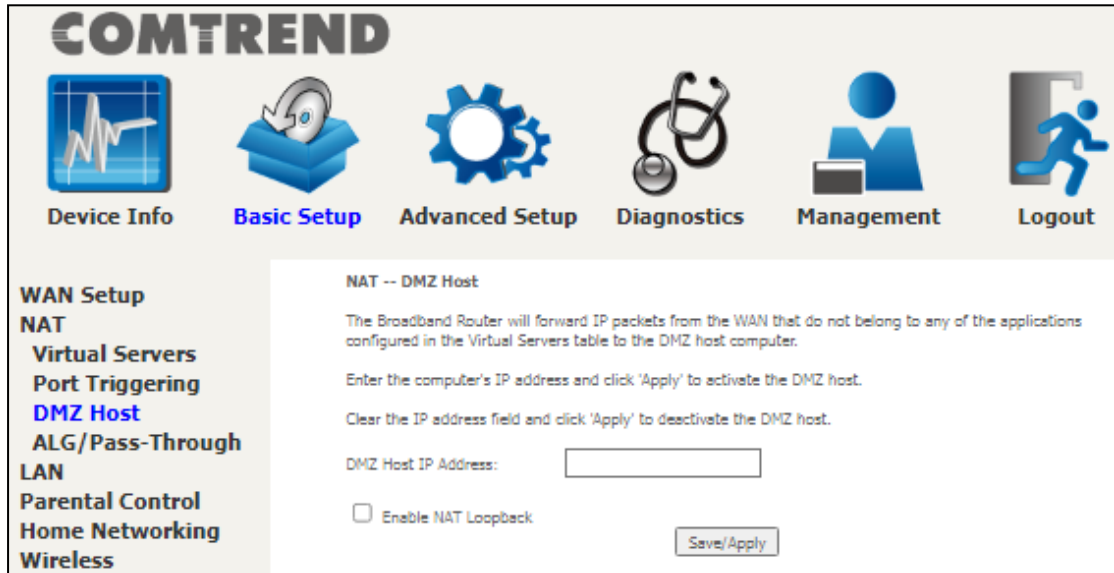 COMTREND
Device Info
Basic Setup
Advanced Setup
Diagnostics
Management
Logout
WAN Setup
NAT
Virtual Servers
Port Triggering
DMZ Host
ALG/Pass-Through
LAN
Parental Control
Home Networking
Wireless
NAT -- DMZ Host
The Broadband Router will forward IP packets from the WAN that do not belong to any of the applications
configured in the Virtual Servers table to the DMZ host computer.
Enter the computer's IP address and click 'Apply' to activate the DMZ host.
Clear the IP address field and click 'Apply' to deactivate the DMZ host.
DMZ Host IP Address:
Enable NAT Loopback
Save/Apply